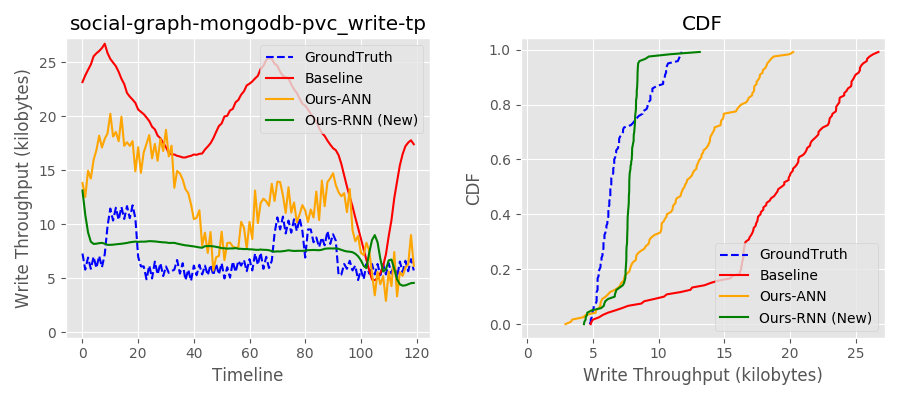 social-graph-mongodb-pvc_write-tp
Write Throughput (kilobytes)
25
20
15
10
5
0
GroundTruth
Baseline
Ours-ANN
Ours-RNN (New)
0
20
40
60
80
100
120
Timeline
CDF
CDF
1.0
0.8
0.6
0.4
0.2
0.0
GroundTruth
Baseline
Ours-ANN
Ours-RNN (New)
0
5
10
15
20
25
Write Throughput (kilobytes)